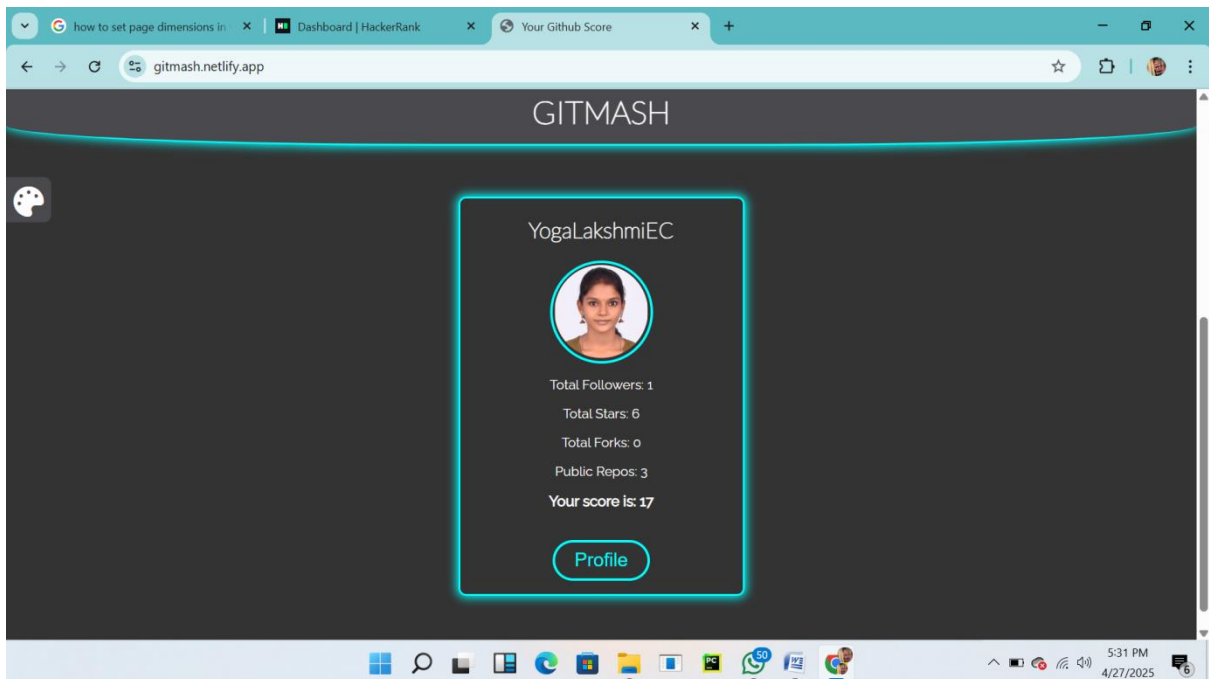 how to set page dimensions in
Dashboard | HackerRank
Your Github Score
gitmash.netlify.app
GITMASH
YogaLakshmiEC
Total Followers: 1
Total Stars: 6
Total Forks: 0
Public Repos: 3
Your score is: 17
Profile
50
PC
W
5:31 PM
4/27/2025
6